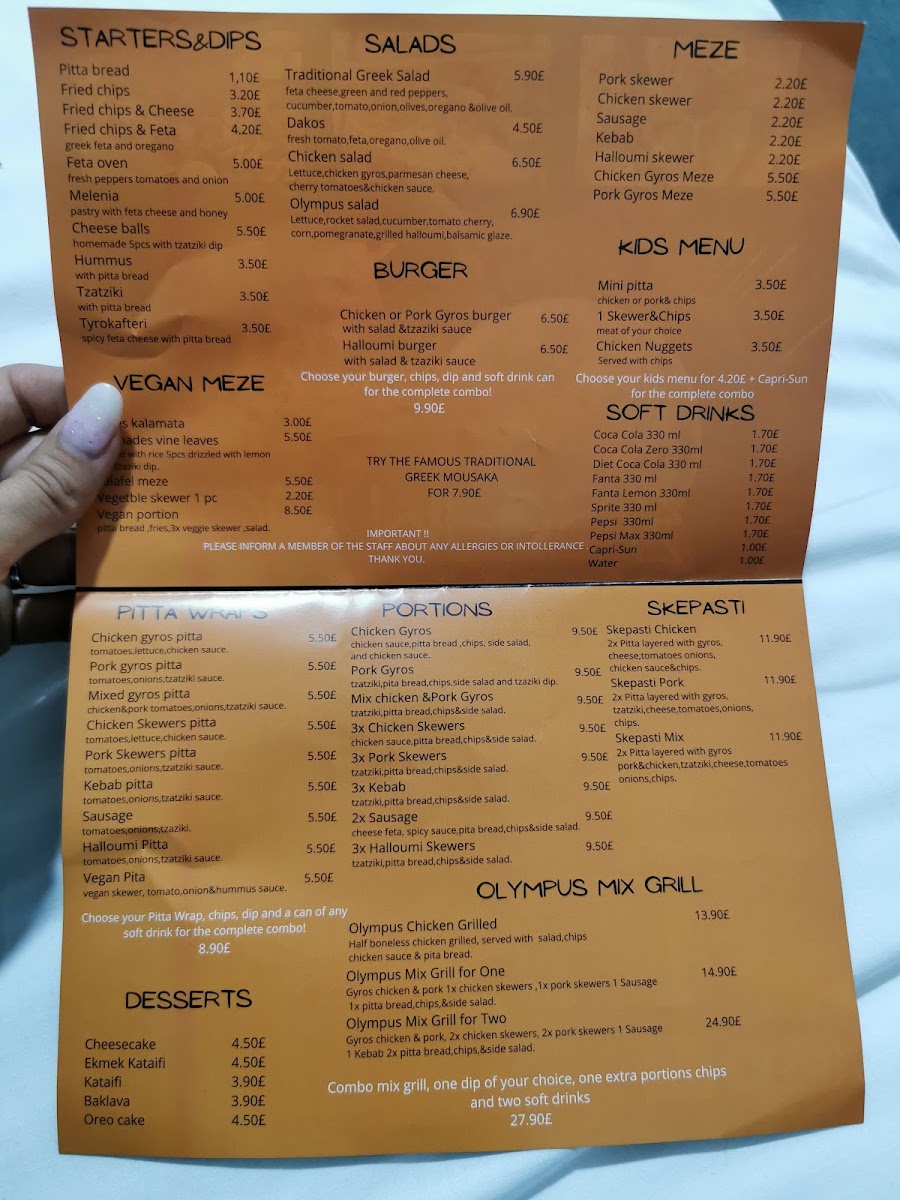 STARTERS&DIPS
Pitta bread 1,10£
Fried chips 3.20£
Fried chips & Cheese 3.70£
Fried chips & Feta 4.20£
greek feta and oregano
Feta oven 5.00£
fresh peppers tomatoes and onion
Melenia 5.00£
pastry with feta cheese and honey
Cheese balls 5.50£
homemade 5pcs with tzatziki dip
Hummus 3.50£
with pitta bread
Tzatziki 3.50£
with pitta bread
Tyrokafteri 3.50£
spicy feta cheese with pitta bread
VEGAN MEZE
kalamata 3.00£
vine leaves 5.50£
with rice 5pcs drizzled with lemon
tzaziki dip.
meze 5.50£
Vegetble skewer 1 pc 2.20£
Vegan portion 8.50£
pitta bread ,fries,3x veggie skewer ,salad.
SALADS
Traditional Greek Salad 5.90£
feta cheese,green and red peppers,
cucumber,tomato,onion,olives,oregano &olive oil.
Dakos 4.50£
fresh tomato,feta,oregano,olive oil.
Chicken salad 6.50£
Lettuce,chicken gyros,parmesan cheese,
cherry tomatoes&chicken sauce.
Olympus salad 6.90£
Lettuce,rocket salad,cucumber,tomato cherry,
corn,pomegranate,grilled halloumi,balsamic glaze.
BURGER
Chicken or Pork Gyros burger 6.50£
with salad &tzaziki sauce
Halloumi burger 6.50£
with salad & tzaziki sauce
Choose your burger, chips, dip and soft drink can
for the complete combo!
9.90£
TRY THE FAMOUS TRADITIONAL
GREEK MOUSAKA
FOR 7.90£
MEZE
Pork skewer 2.20£
Chicken skewer 2.20£
Sausage 2.20£
Kebab 2.20£
Halloumi skewer 2.20£
Chicken Gyros Meze 5.50£
Pork Gyros Meze 5.50£
KIDS MENU
Mini pitta 3.50£
chicken or pork& chips
1 Skewer&Chips 3.50£
meat of your choice
Chicken Nuggets 3.50£
Served with chips
Choose your kids menu for 4.20£ + Capri-Sun
for the complete combo
SOFT DRINKS
Coca Cola 330 ml 1.70£
Coca Cola Zero 330ml 1.70£
Diet Coca Cola 330 ml 1.70£
Fanta 330 ml 1.70£
Fanta Lemon 330ml 1.70£
Sprite 330 ml 1.70£
Pepsi 330ml 1.70£
Pepsi Max 330ml 1.70£
Capri-Sun 1.00£
Water 1.00£
IMPORTANT !!
PLEASE INFORM A MEMBER OF THE STAFF ABOUT ANY ALLERGIES OR INTOLLERANCE .
THANK YOU.
PITTA WRAPS
Chicken gyros pitta 5.50£
tomatoes,lettuce,chicken sauce.
Pork gyros pitta 5.50£
tomatoes,onions,tzatziki sauce.
Mixed gyros pitta 5.50£
chicken&pork tomatoes,onions,tzatziki sauce.
Chicken Skewers pitta 5.50£
tomatoes,lettuce,chicken sauce.
Pork Skewers pitta 5.50£
tomatoes,onions,tzatziki sauce.
Kebab pitta 5.50£
tomatoes,onions,tzatziki sauce.
Sausage 5.50£
tomatoes,onions,tzaziki.
Halloumi Pitta 5.50£
tomatoes,onions,tzatziki sauce.
Vegan Pita 5.50£
vegan skewer, tomato,onion&hummus sauce.
Choose your Pitta Wrap, chips, dip and a can of any
soft drink for the complete combo!
8.90£
DESSERTS
Cheesecake 4.50£
Ekmek Kataifi 4.50£
Kataifi 3.90£
Baklava 3.90£
Oreo cake 4.50£
PORTIONS
Chicken Gyros 9.50£
chicken sauce,pitta bread ,chips, side salad,
and chicken sauce.
Pork Gyros 9.50£
tzatziki,pita bread,chips,side salad and tzaziki dip.
Mix chicken &Pork Gyros 9.50£
tzatziki,pitta bread,chips&side salad.
3x Chicken Skewers 9.50£
chicken sauce,pitta bread,chips&side salad.
3x Pork Skewers 9.50£
tzatziki,pitta bread,chips&side salad.
3x Kebab 9.50£
tzatziki,pitta bread,chips&side salad.
2x Sausage 9.50£
cheese feta, spicy sauce,pita bread,chips&side salad.
3x Halloumi Skewers 9.50£
tzatziki,pitta bread,chips&side salad.
SKEPASTI
Skepasti Chicken 11.90£
2x Pitta layered with gyros,
cheese,tomatoes onions,
chicken sauce&chips.
Skepasti Pork 11.90£
2x Pitta layered with gyros,
tzatziki,cheese,tomatoes,onions,
chips.
Skepasti Mix 11.90£
2x Pitta layered with gyros
pork&chicken,tzatziki,cheese,tomatoes
onions,chips.
OLYMPUS MIX GRILL
Olympus Chicken Grilled 13.90£
Half boneless chicken grilled, served with salad,chips
chicken sauce & pita bread.
Olympus Mix Grill for One 14.90£
Gyros chicken & pork 1x chicken skewers ,1x pork skewers 1 Sausage
1x pitta bread,chips,&side salad.
Olympus Mix Grill for Two 24.90£
Gyros chicken & pork, 2x chicken skewers, 2x pork skewers 1 Sausage
1 Kebab 2x pitta bread,chips,&side salad.
Combo mix grill, one dip of your choice, one extra portions chips
and two soft drinks
27.90£